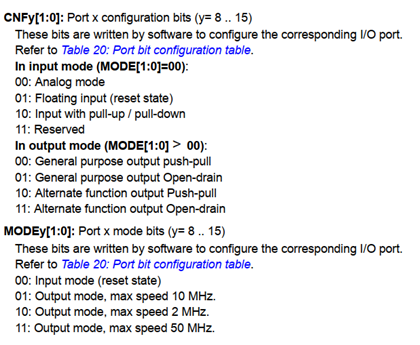 CNFy[1:0]: Port x configuration bits (y= 8 .. 15)
These bits are written by software to configure the corresponding I/O port.
Refer to Table 20: Port bit configuration table.
In input mode (MODE[1:0]=00):
00: Analog mode
01: Floating input (reset state)
10: Input with pull-up / pull-down
11: Reserved
In output mode (MODE[1:0] > 00):
00: General purpose output push-pull
01: General purpose output Open-drain
10: Alternate function output Push-pull
11: Alternate function output Open-drain
MODEy[1:0]: Port x mode bits (y= 8 .. 15)
These bits are written by software to configure the corresponding I/O port.
Refer to Table 20: Port bit configuration table.
00: Input mode (reset state)
01: Output mode, max speed 10 MHz.
10: Output mode, max speed 2 MHz.
11: Output mode, max speed 50 MHz.